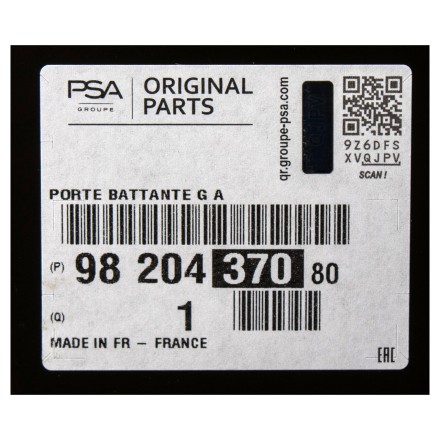 PSA
GROUPE
ORIGINAL
PARTS
qr.groupe-psa.com
9Z6DFS
XVQJPV
SCAN!
PORTE BATTANTE G A
(P) 98 204 370 80
(Q) 1
MADE IN FR – FRANCE
EAC